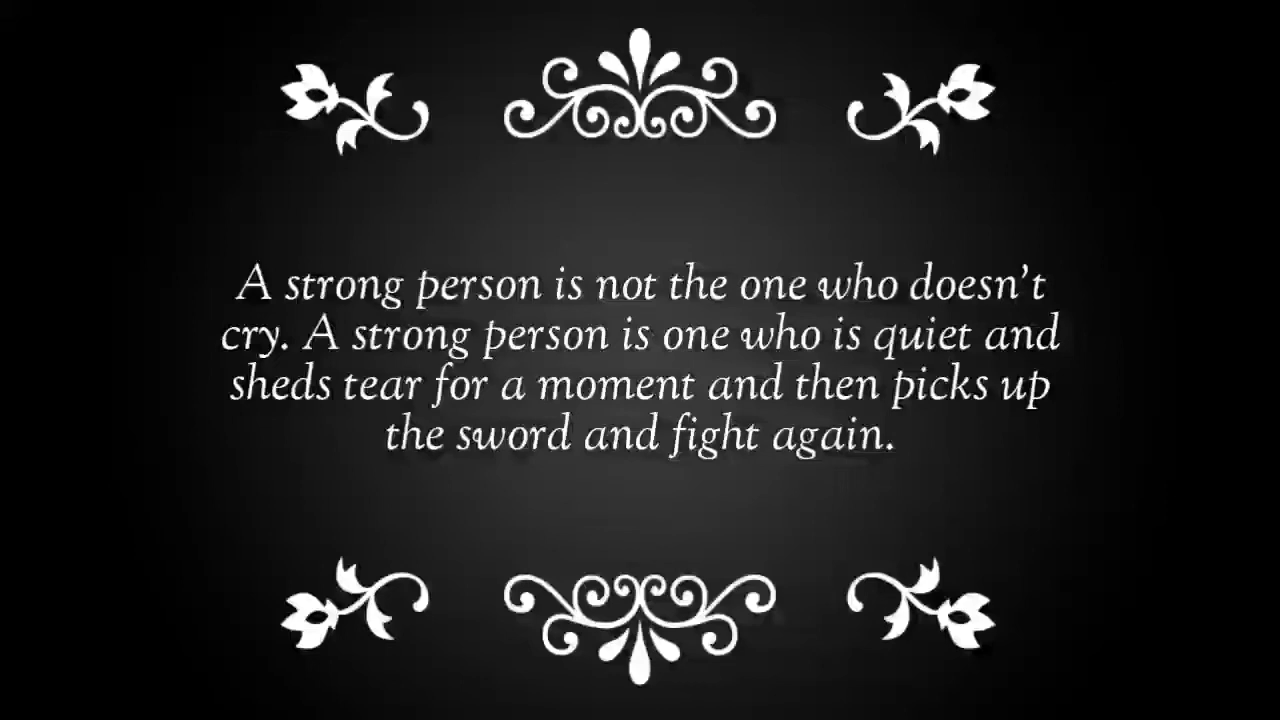 A strong person is not the one who doesn't
cry. A strong person is one who is quiet and
sheds tear for a moment and then picks up
the sword and fight again.